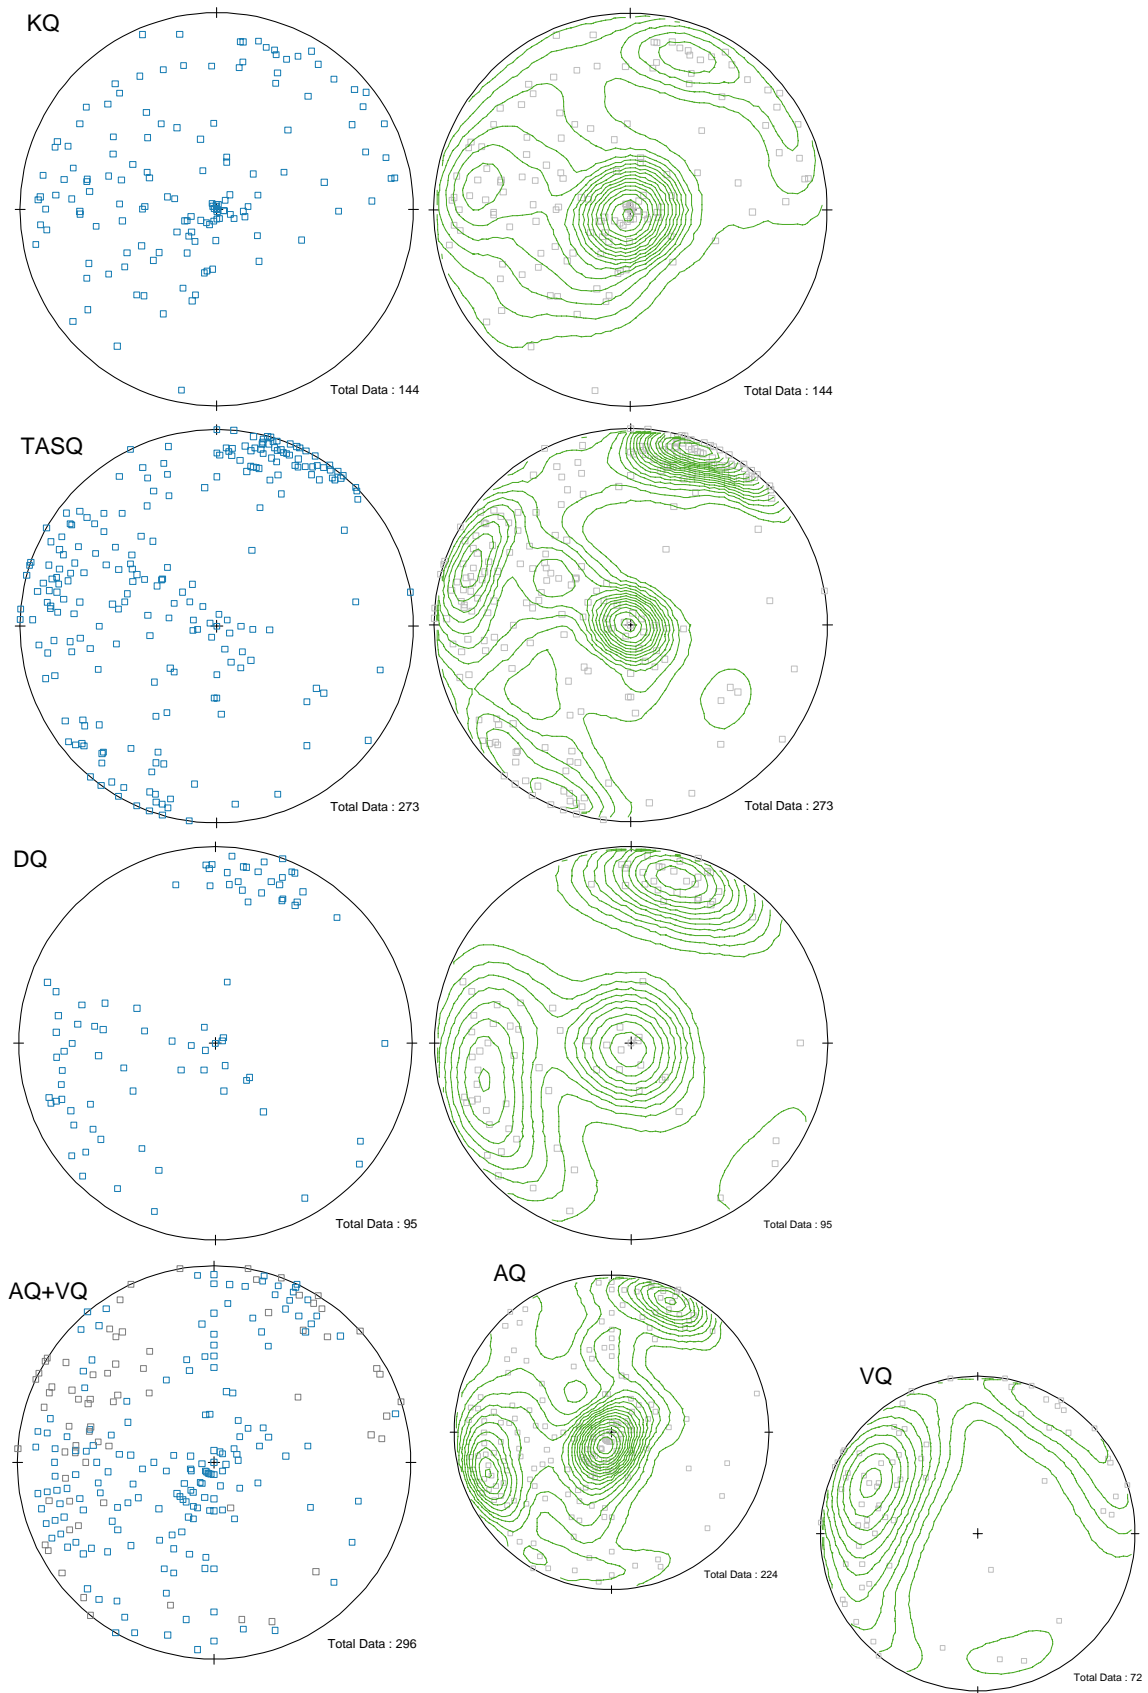 KQ
Total Data : 144
Total Data : 144
TASQ
Total Data : 273
Total Data : 273
DQ
Total Data : 95
Total Data : 95
AQ+VQ
AQ
VQ
Total Data : 224
Total Data : 296
Total Data : 72